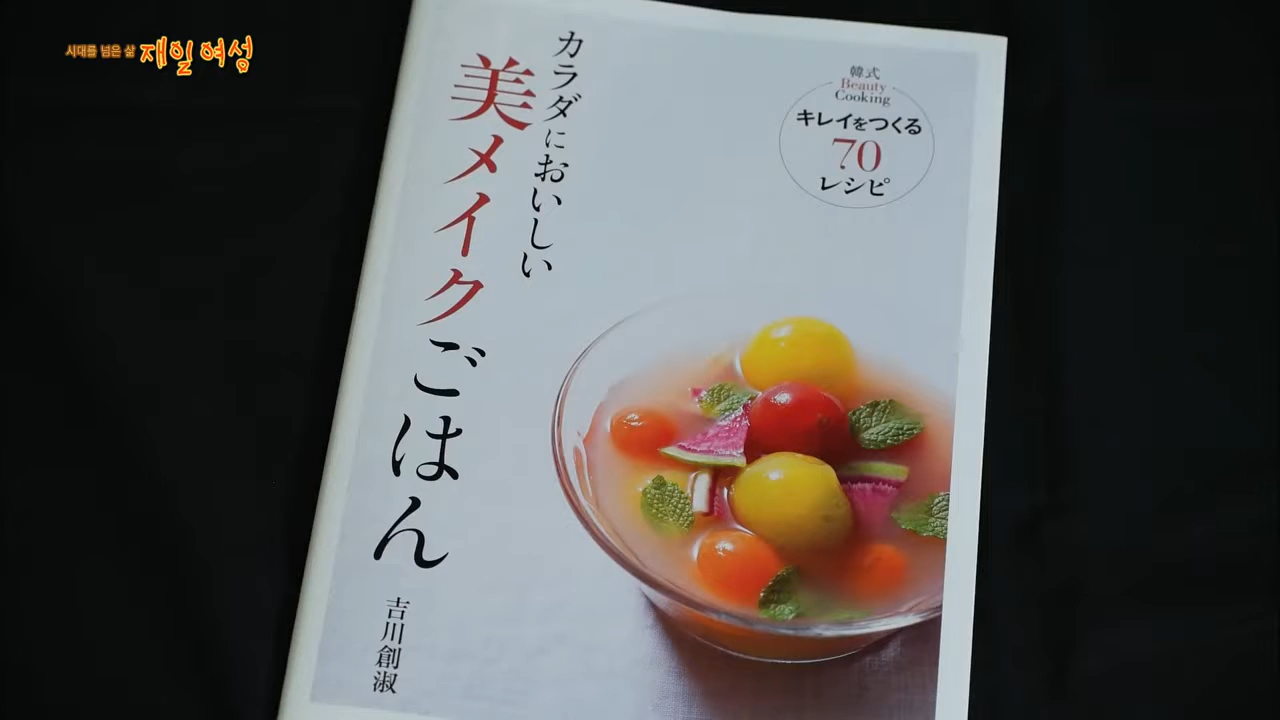 시대를 넘은 삶 재일여성
カラダにおいしい
美メイクごはん
吉川創淑
韓式
Beauty
Cooking
キレイをつくる
70
レシピ